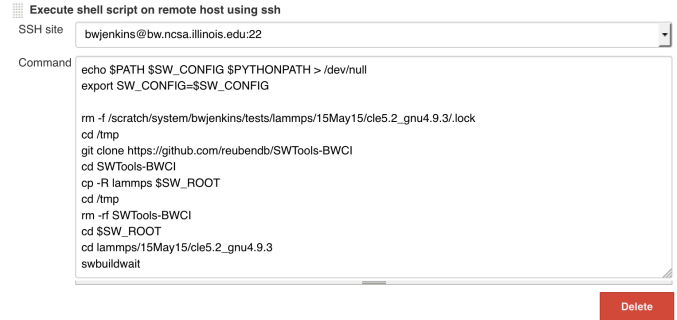 Execute shell script on remote host using ssh
SSH site
bwjenkins@bw.ncsa.illinois.edu:22
Command
echo $PATH $SW_CONFIG $PYTHONPATH > /dev/null
export SW_CONFIG=$SW_CONFIG
rm -f /scratch/system/bwjenkins/tests/lammps/15May15/cle5.2_gnu4.9.3/.lock
cd /tmp
git clone https://github.com/reubendb/SWTools-BWCI
cd SWTools-BWCI
cp -R lammps $SW_ROOT
cd /tmp
rm -rf SWTools-BWCI
cd $SW_ROOT
cd lammps/15May15/cle5.2_gnu4.9.3
swbuildwait
Delete